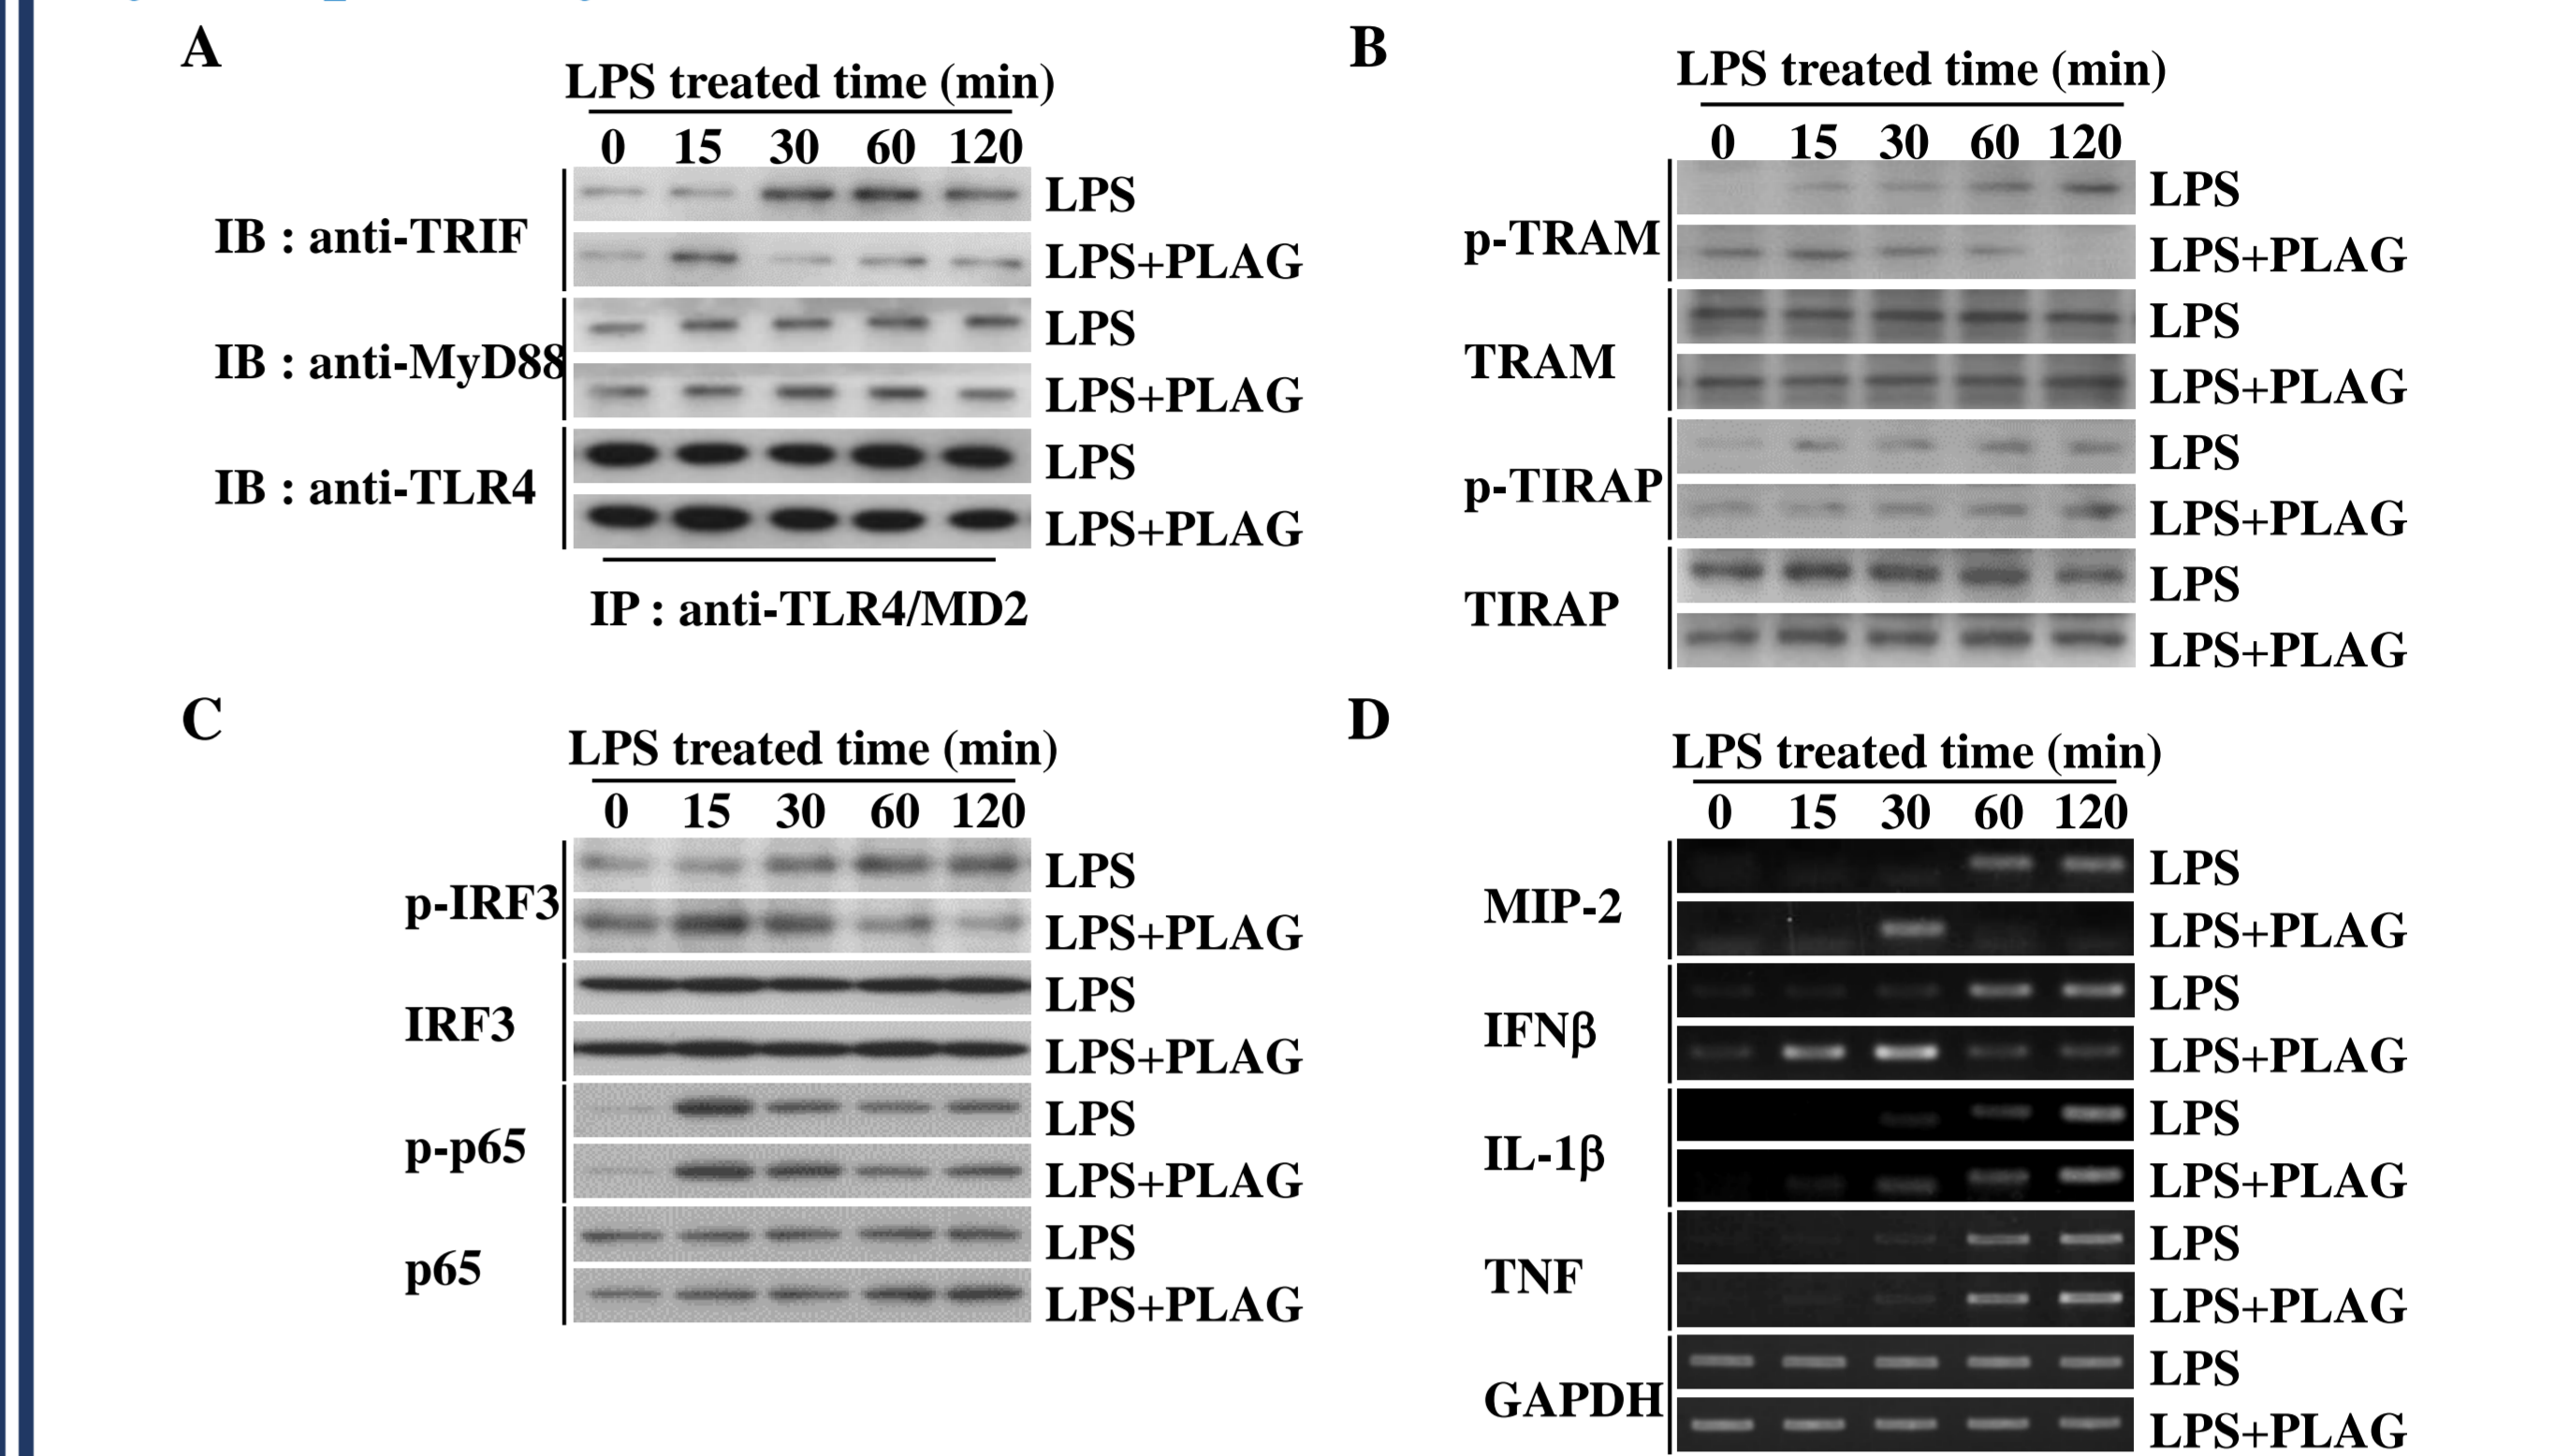 A
LPS treated time (min)
0 15 30 60 120
IB : anti-TRIF
LPS
LPS+PLAG
IB : anti-MyD88
LPS
LPS+PLAG
IB : anti-TLR4
LPS
LPS+PLAG
IP : anti-TLR4/MD2
B
LPS treated time (min)
0 15 30 60 120
p-TRAM
LPS
LPS+PLAG
TRAM
LPS
LPS+PLAG
p-TIRAP
LPS
LPS+PLAG
TIRAP
LPS
LPS+PLAG
C
LPS treated time (min)
0 15 30 60 120
p-IRF3
LPS
LPS+PLAG
IRF3
LPS
LPS+PLAG
p-p65
LPS
LPS+PLAG
p65
LPS
LPS+PLAG
D
LPS treated time (min)
0 15 30 60 120
MIP-2
LPS
LPS+PLAG
IFNβ
LPS
LPS+PLAG
IL-1β
LPS
LPS+PLAG
TNF
LPS
LPS+PLAG
GAPDH
LPS
LPS+PLAG